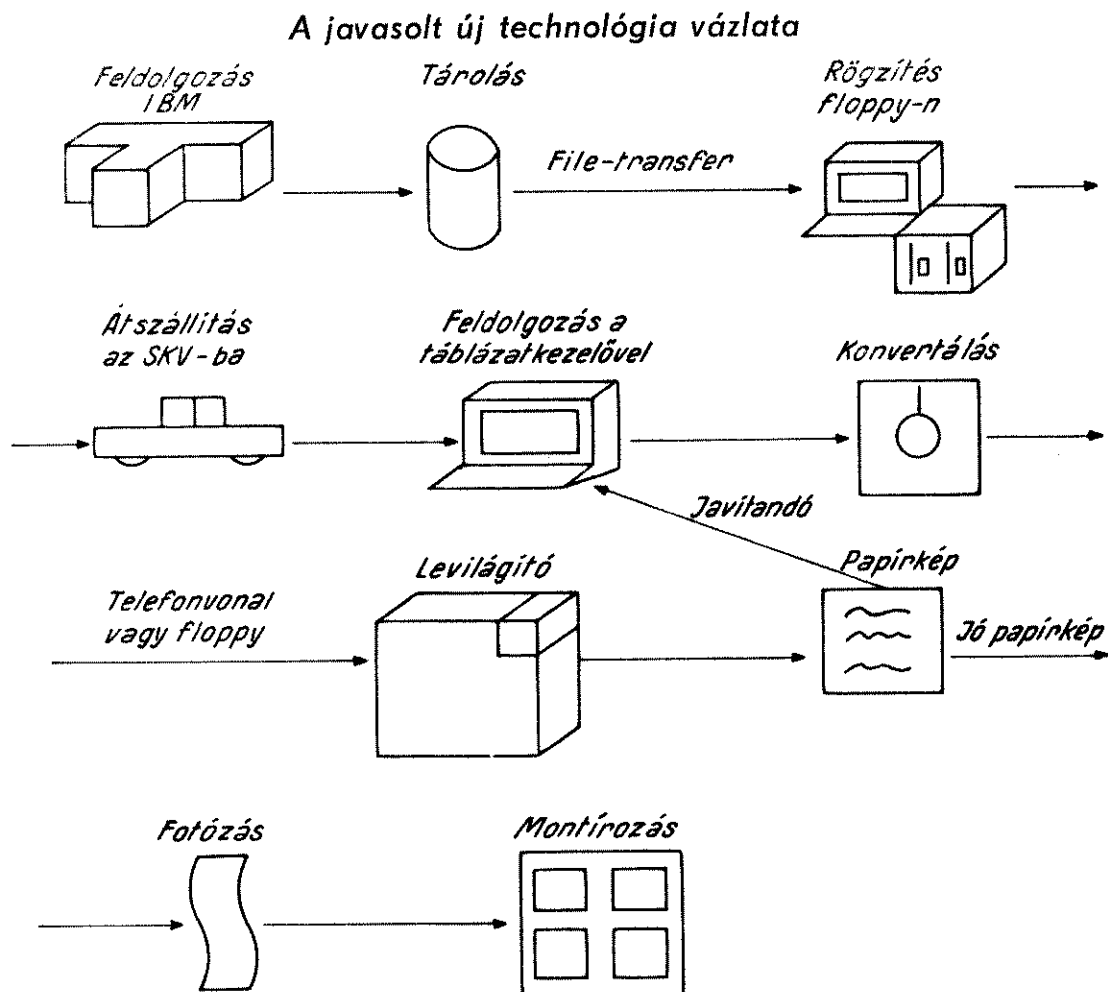 A javasolt új technológia vázlata
Feldolgozás
IBM
Tárolás
File-transfer
Rögzítés
floppy-n
Átszállítás
az SKV-ba
Feldolgozás a
táblázatkezelővel
Konvertálás
Javítandó
Telefonvonal
vagy floppy
Levilágító
Papírkép
Jó papírkép
Fotózás
Montírozás